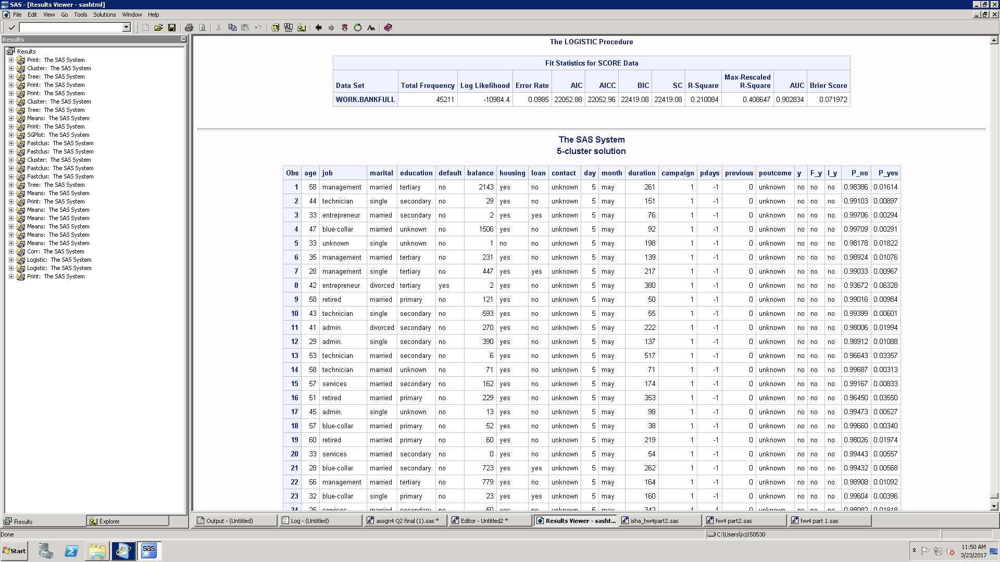 SAS - [Results Viewer - sashtml]
File Edit View Go Tools Solutions Window Help
Results
Results
Print: The SAS System
Cluster: The SAS System
Tree: The SAS System
Print: The SAS System
Print: The SAS System
Cluster: The SAS System
Tree: The SAS System
Means: The SAS System
Print: The SAS System
SGPlot: The SAS System
Fastclus: The SAS System
Fastclus: The SAS System
Cluster: The SAS System
Fastclus: The SAS System
Fastclus: The SAS System
Tree: The SAS System
Means: The SAS System
Print: The SAS System
Means: The SAS System
Means: The SAS System
Means: The SAS System
Means: The SAS System
Means: The SAS System
Corr: The SAS System
Logistic: The SAS System
Logistic: The SAS System
Print: The SAS System
The LOGISTIC Procedure
Fit Statistics for SCORE Data
Data Set Total Frequency Log Likelihood Error Rate AIC AICC BIC SC R-Square Max-Rescaled R-Square AUC Brier Score
WORK.BANKFULL 45211 -10984.4 0.0985 22052.88 22052.96 22419.08 22419.08 0.210084 0.408647 0.902834 0.071972
The SAS System
5-cluster solution
Obs age job marital education default balance housing loan contact day month duration campaign pdays previous poutcome y F_y I_y P_no P_yes
1 58 management married tertiary no 2143 yes no unknown 5 may 261 1 -1 0 unknown no no no 0.98386 0.01614
2 44 technician single secondary no 29 yes no unknown 5 may 151 1 -1 0 unknown no no no 0.99103 0.00897
3 33 entrepreneur married secondary no 2 yes yes unknown 5 may 76 1 -1 0 unknown no no no 0.99706 0.00294
4 47 blue-collar married unknown no 1506 yes no unknown 5 may 92 1 -1 0 unknown no no no 0.99709 0.00291
5 33 unknown single unknown no 1 no no unknown 5 may 198 1 -1 0 unknown no no no 0.98178 0.01822
6 35 management married tertiary no 231 yes no unknown 5 may 139 1 -1 0 unknown no no no 0.98924 0.01076
7 28 management single tertiary no 447 yes yes unknown 5 may 217 1 -1 0 unknown no no no 0.99033 0.00967
8 42 entrepreneur divorced tertiary yes 2 yes no unknown 5 may 380 1 -1 0 unknown no no no 0.93672 0.06328
9 58 retired married primary no 121 yes no unknown 5 may 50 1 -1 0 unknown no no no 0.99016 0.00984
10 43 technician single secondary no 593 yes no unknown 5 may 55 1 -1 0 unknown no no no 0.99399 0.00601
11 41 admin. divorced secondary no 270 yes no unknown 5 may 222 1 -1 0 unknown no no no 0.98006 0.01994
12 29 admin. single secondary no 390 yes no unknown 5 may 137 1 -1 0 unknown no no no 0.98912 0.01088
13 53 technician married secondary no 6 yes no unknown 5 may 517 1 -1 0 unknown no no no 0.96643 0.03357
14 58 technician married unknown no 71 yes no unknown 5 may 71 1 -1 0 unknown no no no 0.99687 0.00313
15 57 services married secondary no 162 yes no unknown 5 may 174 1 -1 0 unknown no no no 0.99167 0.00833
16 51 retired married primary no 229 yes no unknown 5 may 353 1 -1 0 unknown no no no 0.96450 0.03550
17 45 admin. single unknown no 13 yes no unknown 5 may 98 1 -1 0 unknown no no no 0.99473 0.00527
18 57 blue-collar married primary no 52 yes no unknown 5 may 38 1 -1 0 unknown no no no 0.99660 0.00340
19 60 retired married primary no 60 yes no unknown 5 may 219 1 -1 0 unknown no no no 0.98026 0.01974
20 33 services married secondary no 0 yes no unknown 5 may 54 1 -1 0 unknown no no no 0.99443 0.00557
21 28 blue-collar married secondary no 723 yes yes unknown 5 may 262 1 -1 0 unknown no no no 0.99432 0.00568
22 56 management married tertiary no 779 yes no unknown 5 may 164 1 -1 0 unknown no no no 0.98908 0.01092
23 32 blue-collar single primary no 23 yes yes unknown 5 may 160 1 -1 0 unknown no no no 0.99604 0.00396
Results Explorer
Output - (Untitled) Log - (Untitled) assgn4 Q2 final (1).sas * Editor - Untitled2 * Results Viewer - sasht... isha_hw4part2.sas hw4 part2.sas hw4 part 1.sas
Done C:\Users\ixj150530
Start sas 11:50 AM
3/23/2017